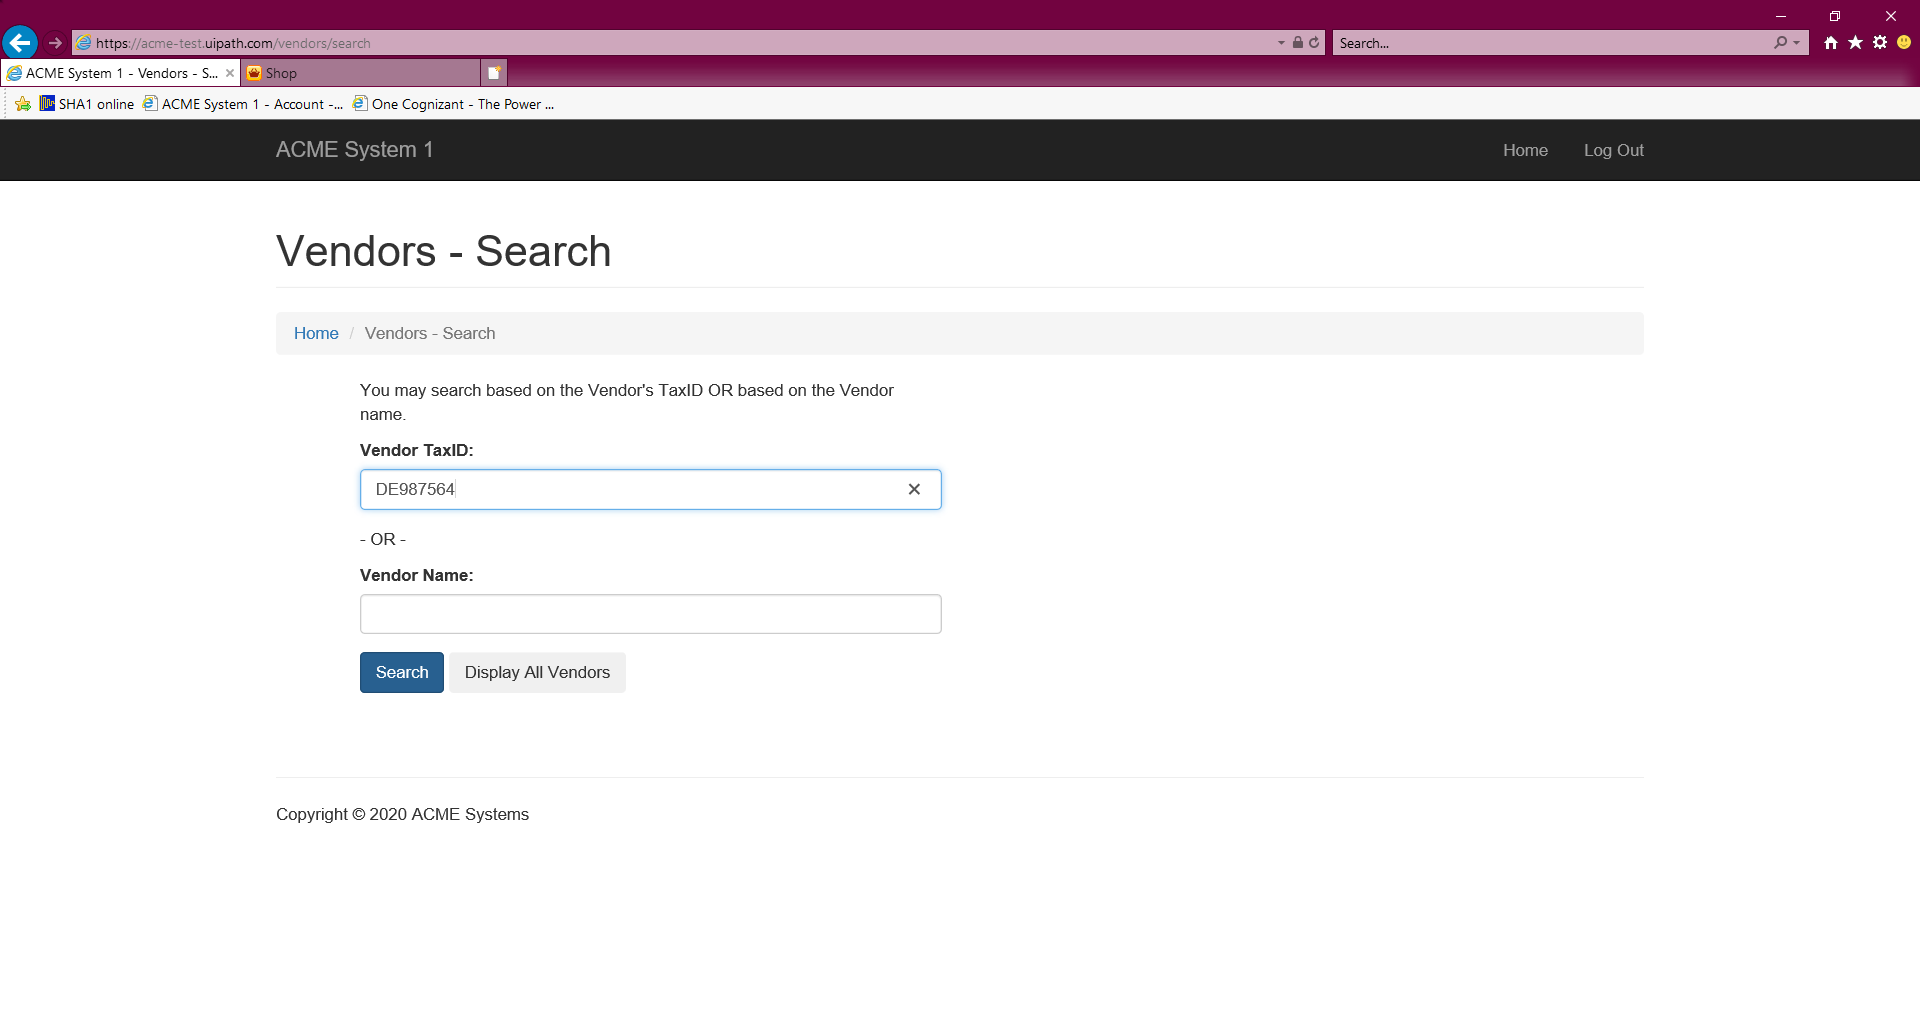 https://acme-test.uipath.com/vendors/search
Search...
ACME System 1 - Vendors - S...
Shop
SHA1 online
ACME System 1 - Account -...
One Cognizant - The Power ...
ACME System 1
Home
Log Out
Vendors - Search
Home / Vendors - Search
You may search based on the Vendor's TaxID OR based on the Vendor
name.
Vendor TaxID:
DE987564
- OR -
Vendor Name:
Search
Display All Vendors
Copyright © 2020 ACME Systems